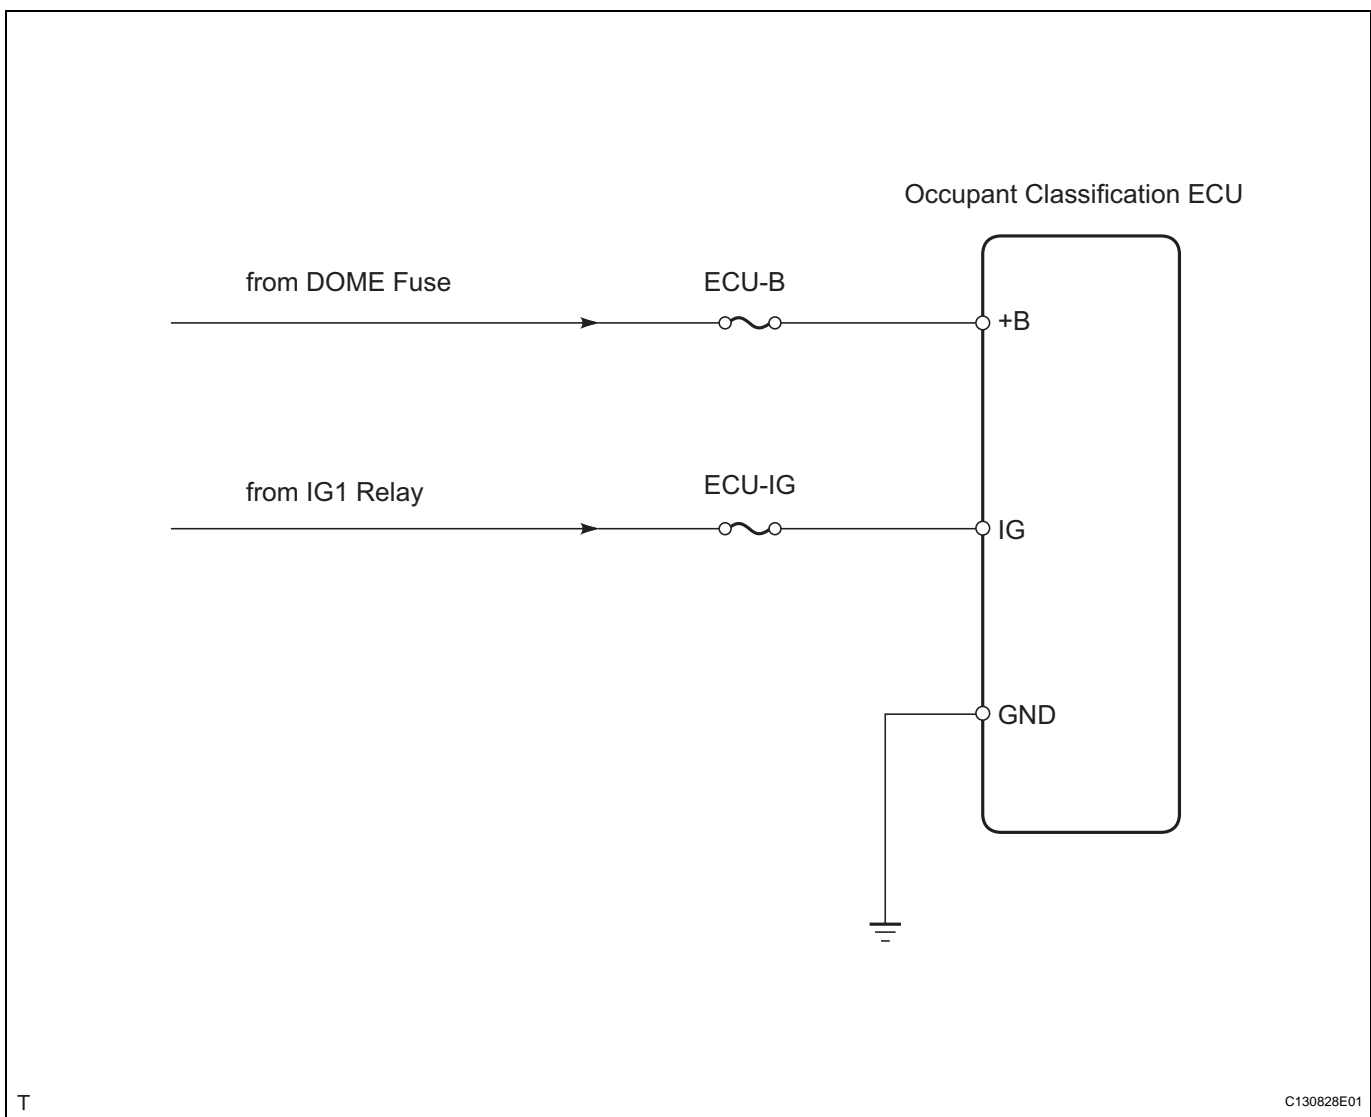 Occupant Classification ECU
from DOME Fuse
ECU-B
+B
from IG1 Relay
ECU-IG
IG
GND
T
C130828E01